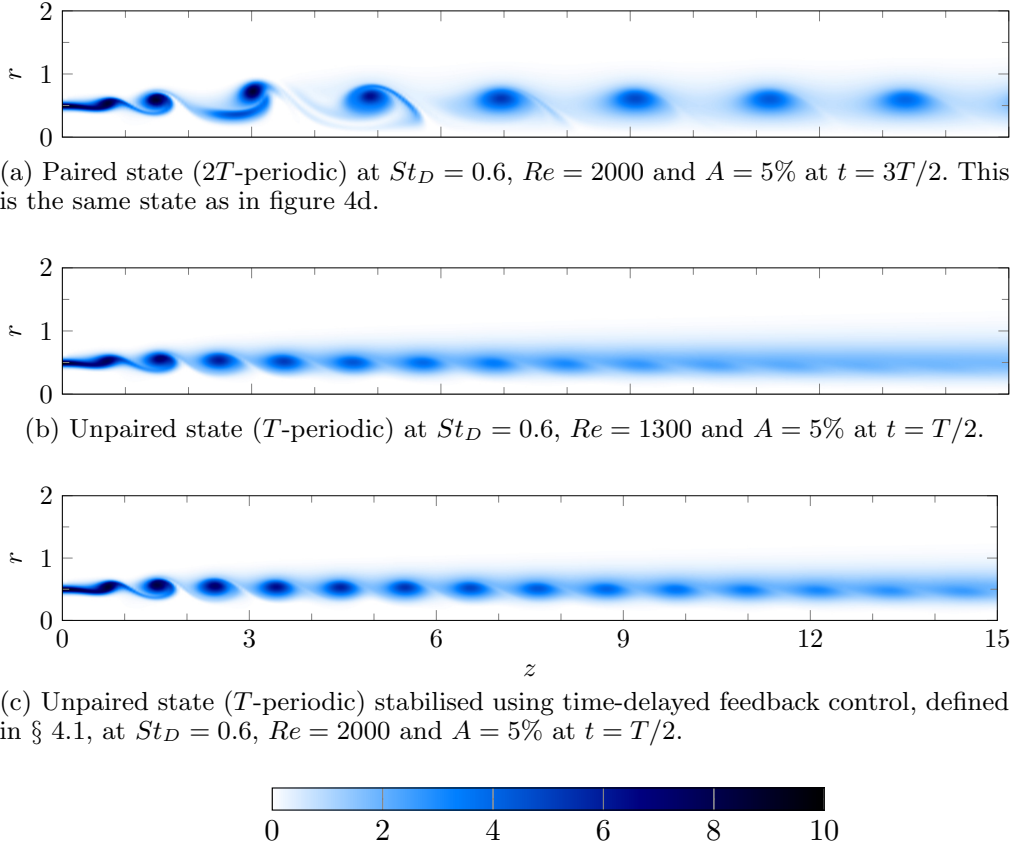 2
1
0
r
(a) Paired state (2T-periodic) at St_D = 0.6, Re = 2000 and A = 5% at t = 3T/2. This
is the same state as in figure 4d.
2
1
0
r
(b) Unpaired state (T-periodic) at St_D = 0.6, Re = 1300 and A = 5% at t = T/2.
2
1
0
r
0 3 6 9 12 15
z
(c) Unpaired state (T-periodic) stabilised using time-delayed feedback control, defined
in § 4.1, at St_D = 0.6, Re = 2000 and A = 5% at t = T/2.
0 2 4 6 8 10